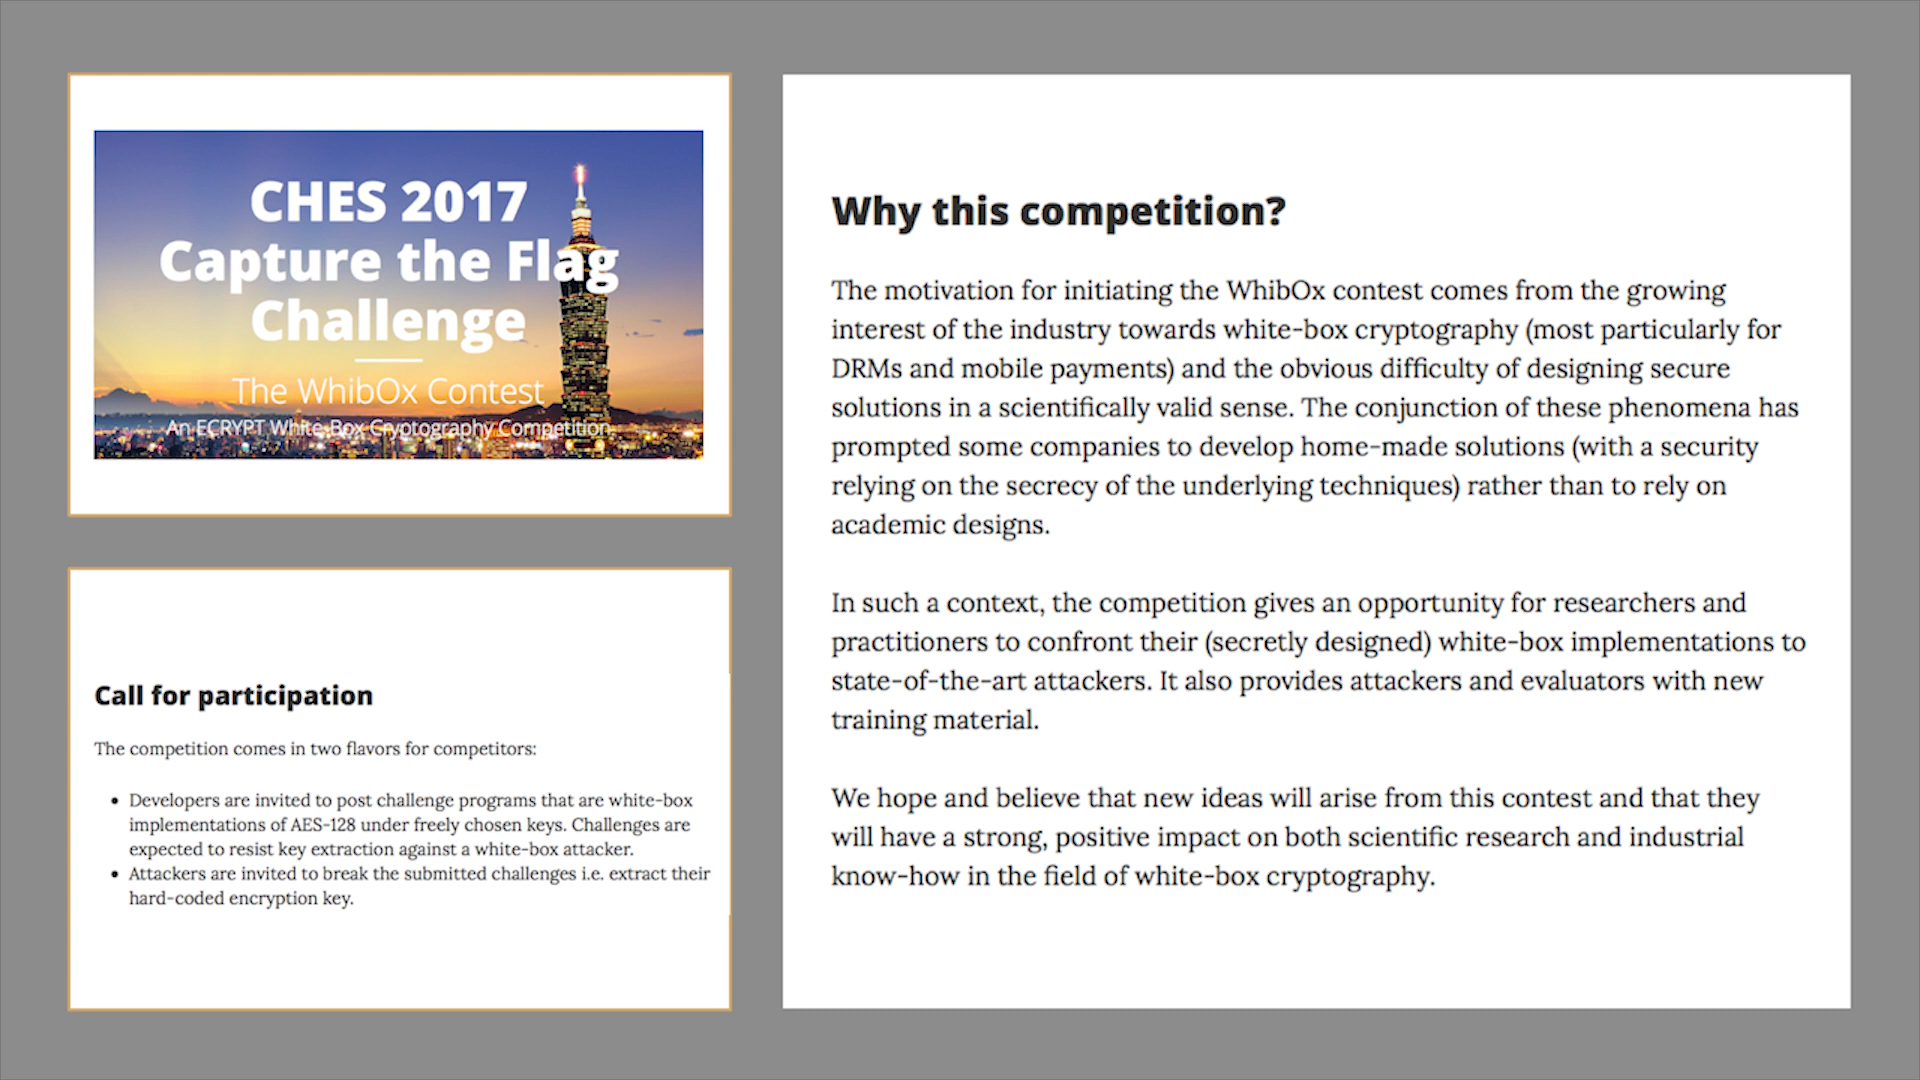 CHES 2017
Capture the Flag
Challenge
The WhibOx Contest
An ECRYPT White-Box Cryptography Competition
Call for participation
The competition comes in two flavors for competitors:
• Developers are invited to post challenge programs that are white-box
implementations of AES-128 under freely chosen keys. Challenges are
expected to resist key extraction against a white-box attacker.
• Attackers are invited to break the submitted challenges i.e. extract their
hard-coded encryption key.
Why this competition?
The motivation for initiating the WhibOx contest comes from the growing
interest of the industry towards white-box cryptography (most particularly for
DRMs and mobile payments) and the obvious difficulty of designing secure
solutions in a scientifically valid sense. The conjunction of these phenomena has
prompted some companies to develop home-made solutions (with a security
relying on the secrecy of the underlying techniques) rather than to rely on
academic designs.
In such a context, the competition gives an opportunity for researchers and
practitioners to confront their (secretly designed) white-box implementations to
state-of-the-art attackers. It also provides attackers and evaluators with new
training material.
We hope and believe that new ideas will arise from this contest and that they
will have a strong, positive impact on both scientific research and industrial
know-how in the field of white-box cryptography.